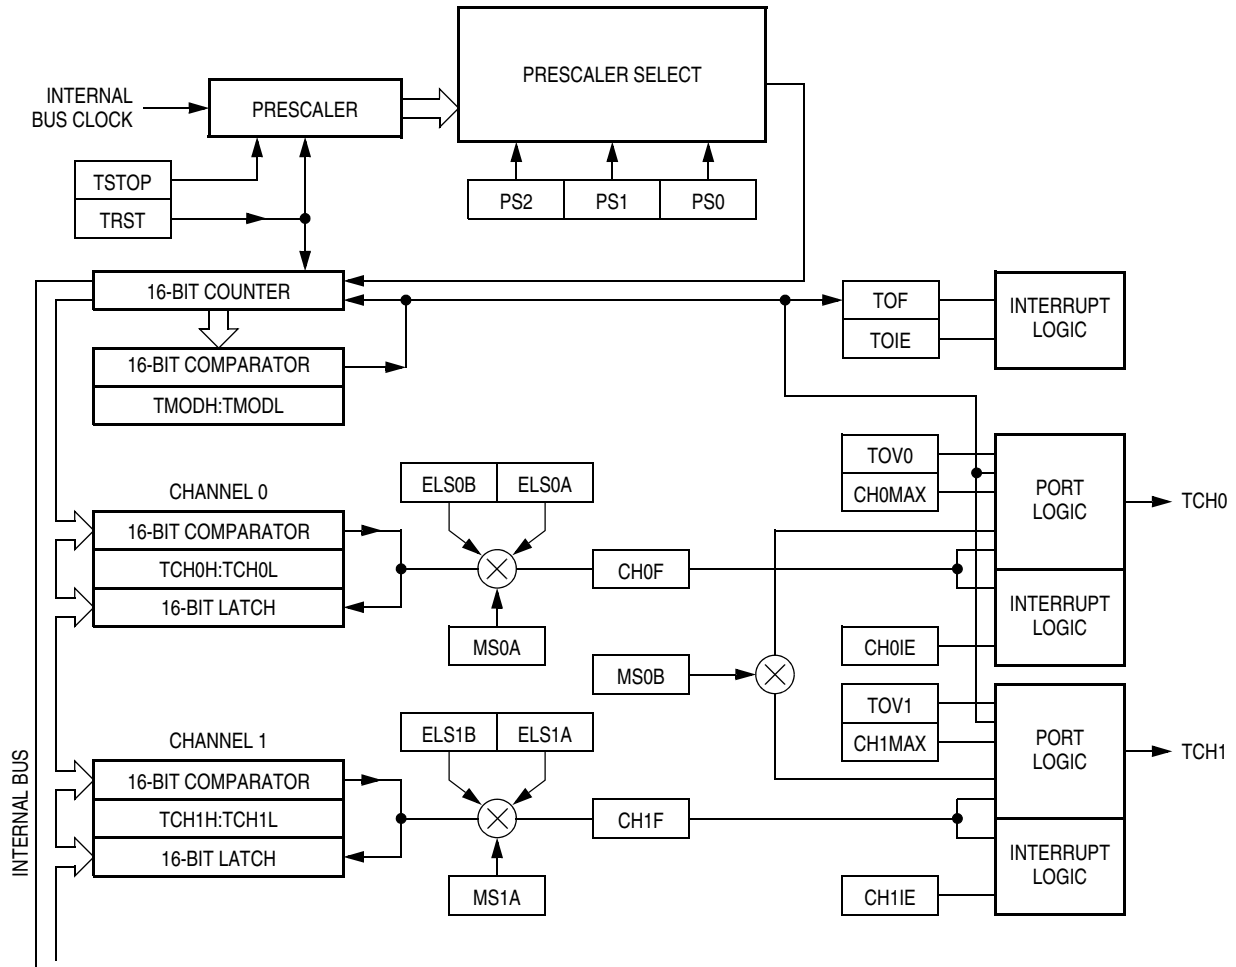 PRESCALER SELECT
INTERNAL
BUS CLOCK
PRESCALER
TSTOP
TRST
PS2 PS1 PS0
16-BIT COUNTER
16-BIT COMPARATOR
TMODH:TMODL
TOF
TOIE
INTERRUPT
LOGIC
CHANNEL 0
16-BIT COMPARATOR
TCH0H:TCH0L
16-BIT LATCH
ELS0B ELS0A
MS0A
CH0F
TOV0
CH0MAX
PORT
LOGIC
TCH0
INTERRUPT
LOGIC
CH0IE
MS0B
CHANNEL 1
16-BIT COMPARATOR
TCH1H:TCH1L
16-BIT LATCH
ELS1B ELS1A
MS1A
CH1F
TOV1
CH1MAX
PORT
LOGIC
TCH1
INTERRUPT
LOGIC
CH1IE
INTERNAL BUS